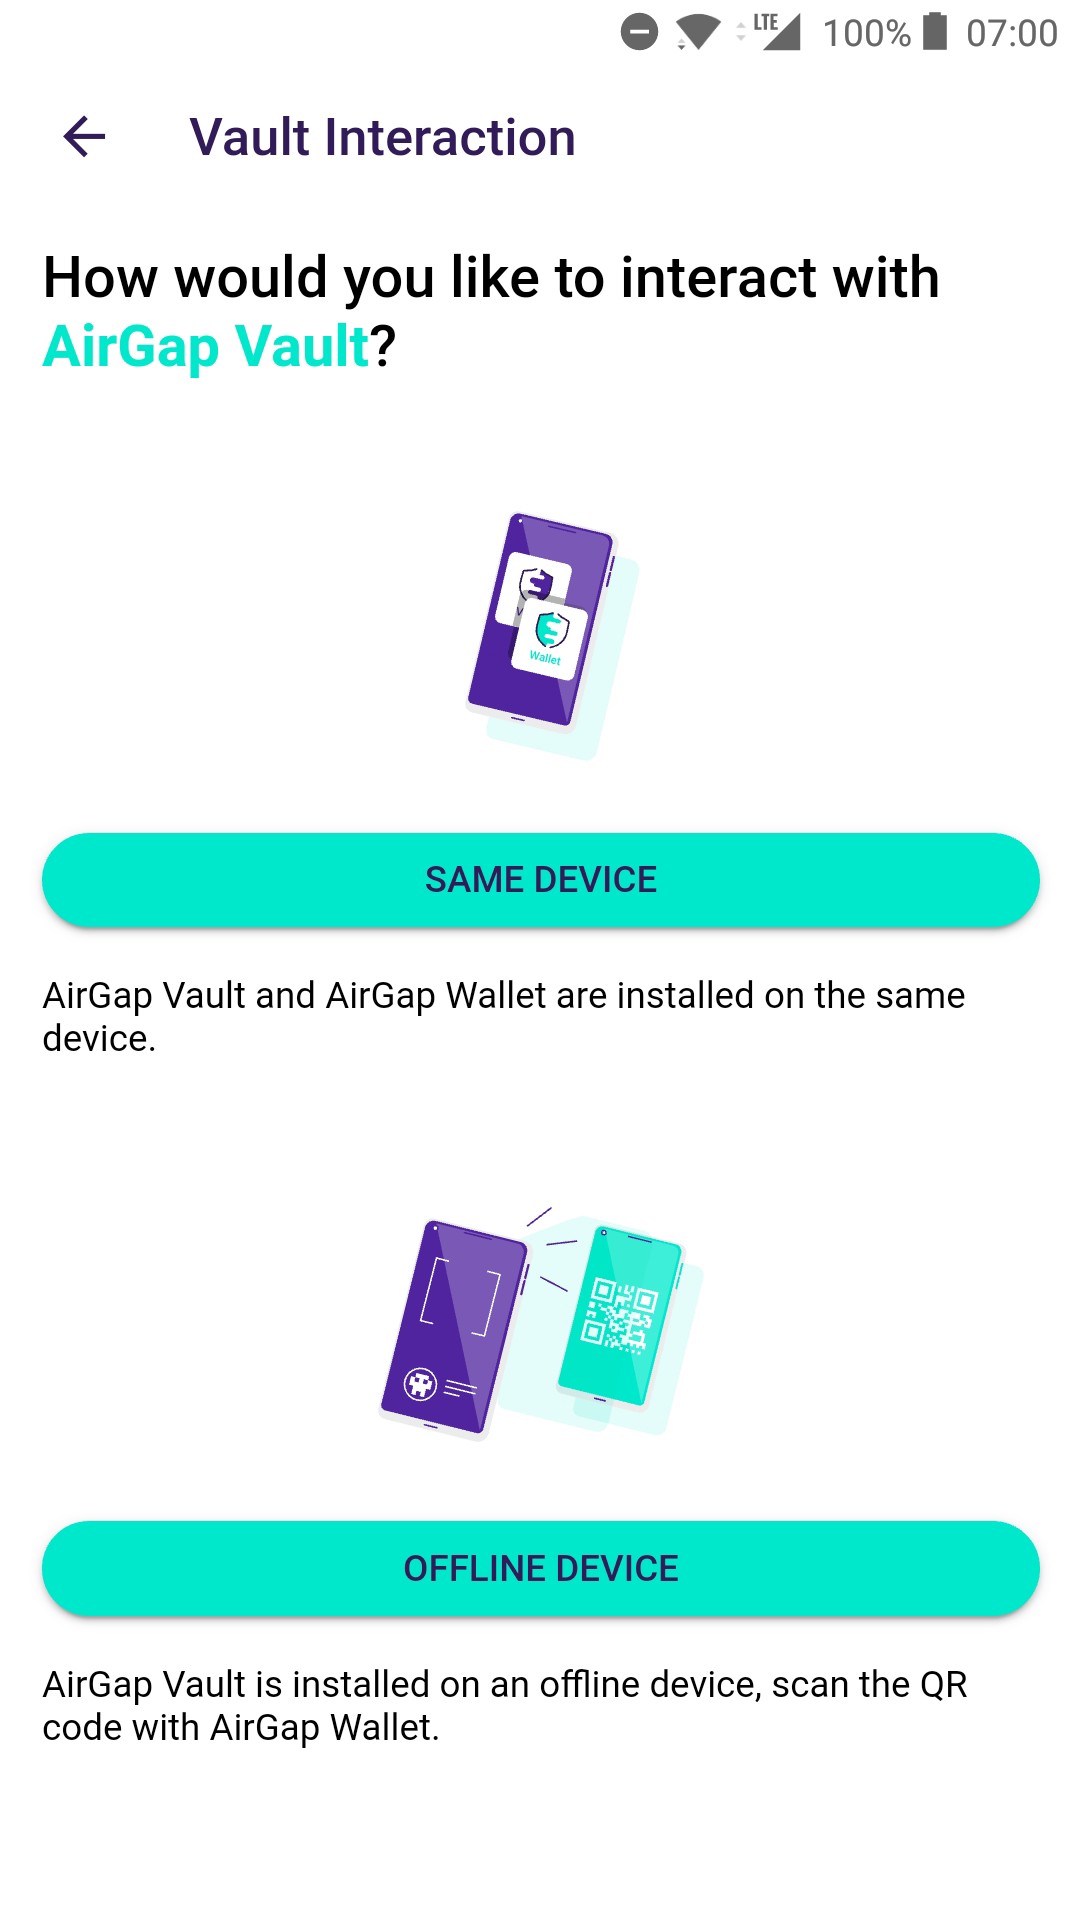 LTE 100% 07:00
Vault Interaction
How would you like to interact with
AirGap Vault?
Wallet
SAME DEVICE
AirGap Vault and AirGap Wallet are installed on the same
device.
OFFLINE DEVICE
AirGap Vault is installed on an offline device, scan the QR
code with AirGap Wallet.